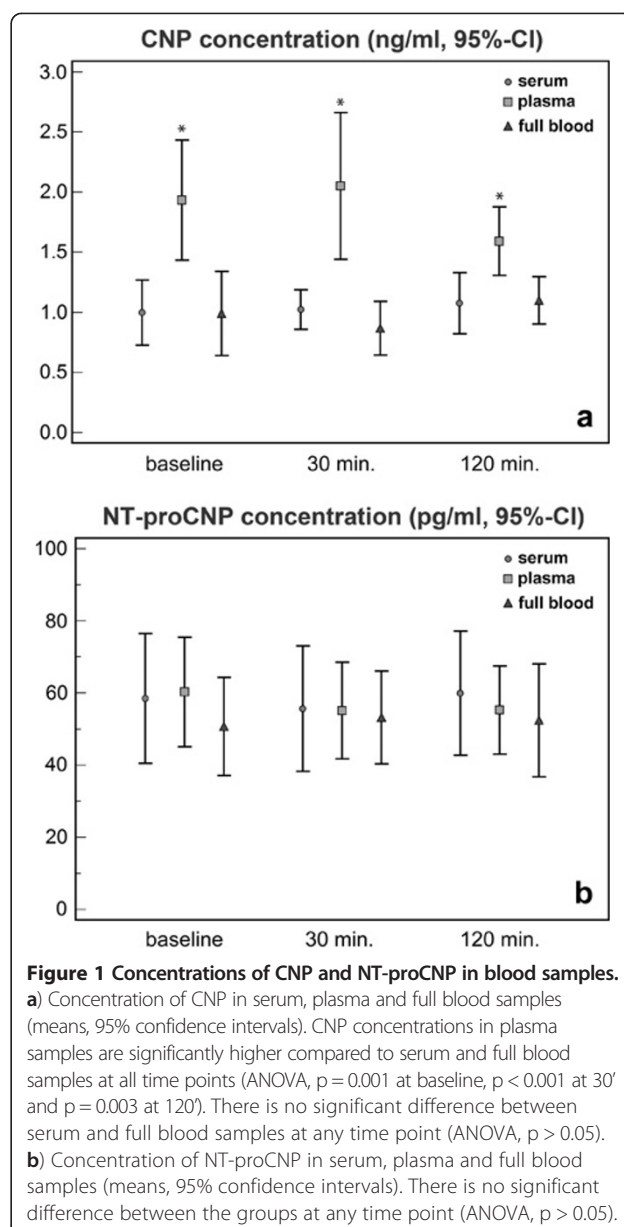 CNP concentration (ng/ml, 95%-CI)
3.0
2.5
2.0
1.5
1.0
0.5
0.0
serum
plasma
full blood
*
*
*
a
baseline 30 min. 120 min.
NT-proCNP concentration (pg/ml, 95%-CI)
100
80
60
40
20
0
serum
plasma
full blood
b
baseline 30 min. 120 min.
Figure 1 Concentrations of CNP and NT-proCNP in blood samples.
a) Concentration of CNP in serum, plasma and full blood samples
(means, 95% confidence intervals). CNP concentrations in plasma
samples are significantly higher compared to serum and full blood
samples at all time points (ANOVA, p = 0.001 at baseline, p < 0.001 at 30′
and p = 0.003 at 120′). There is no significant difference between
serum and full blood samples at any time point (ANOVA, p > 0.05).
b) Concentration of NT-proCNP in serum, plasma and full blood
samples (means, 95% confidence intervals). There is no significant
difference between the groups at any time point (ANOVA, p > 0.05).